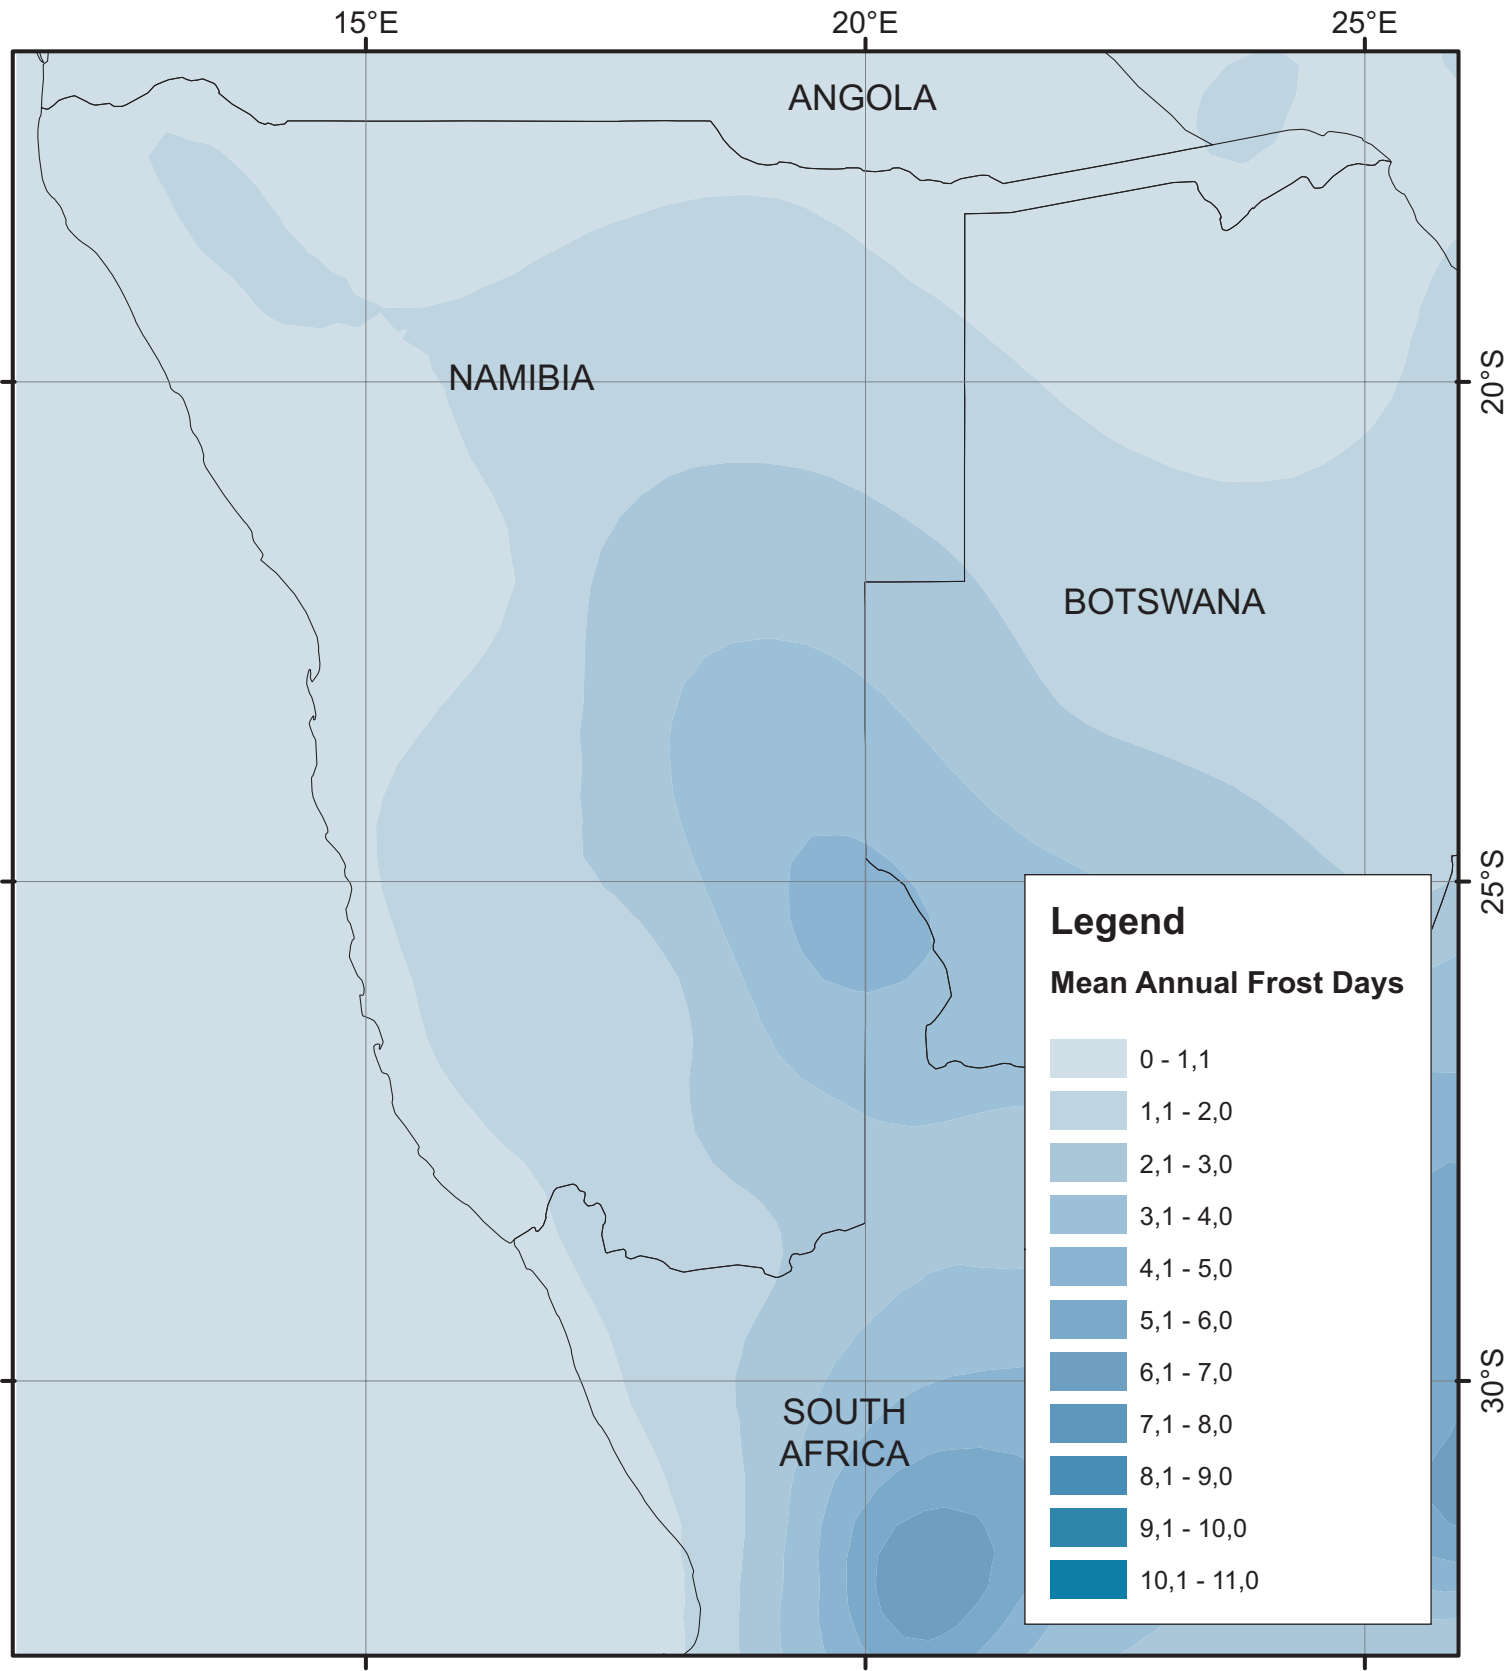 15°E
20°E
25°E
ANGOLA
NAMIBIA
20°S
BOTSWANA
25°S
Legend
Mean Annual Frost Days
0 - 1,1
1,1 - 2,0
2,1 - 3,0
3,1 - 4,0
4,1 - 5,0
5,1 - 6,0
6,1 - 7,0
7,1 - 8,0
8,1 - 9,0
9,1 - 10,0
10,1 - 11,0
30°S
SOUTH
AFRICA